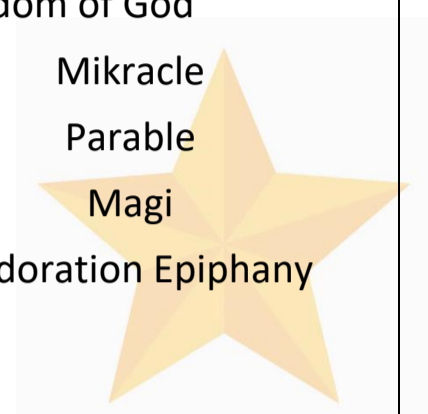 dom of God
Mikracle
Parable
Magi
doration Epiphany